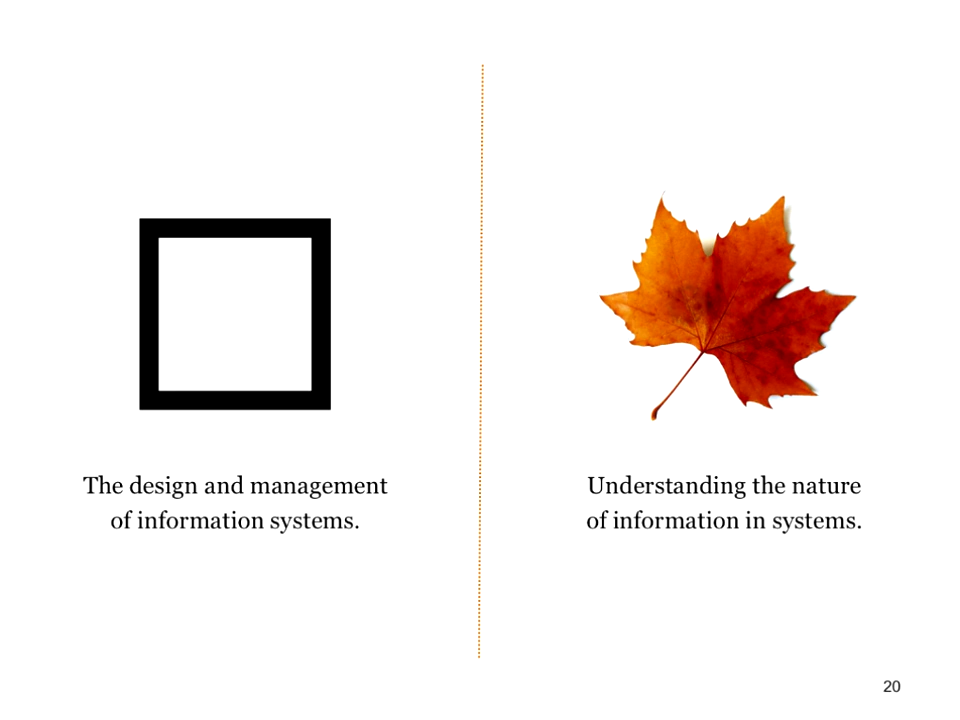 The design and management
of information systems.
Understanding the nature
of information in systems.
20